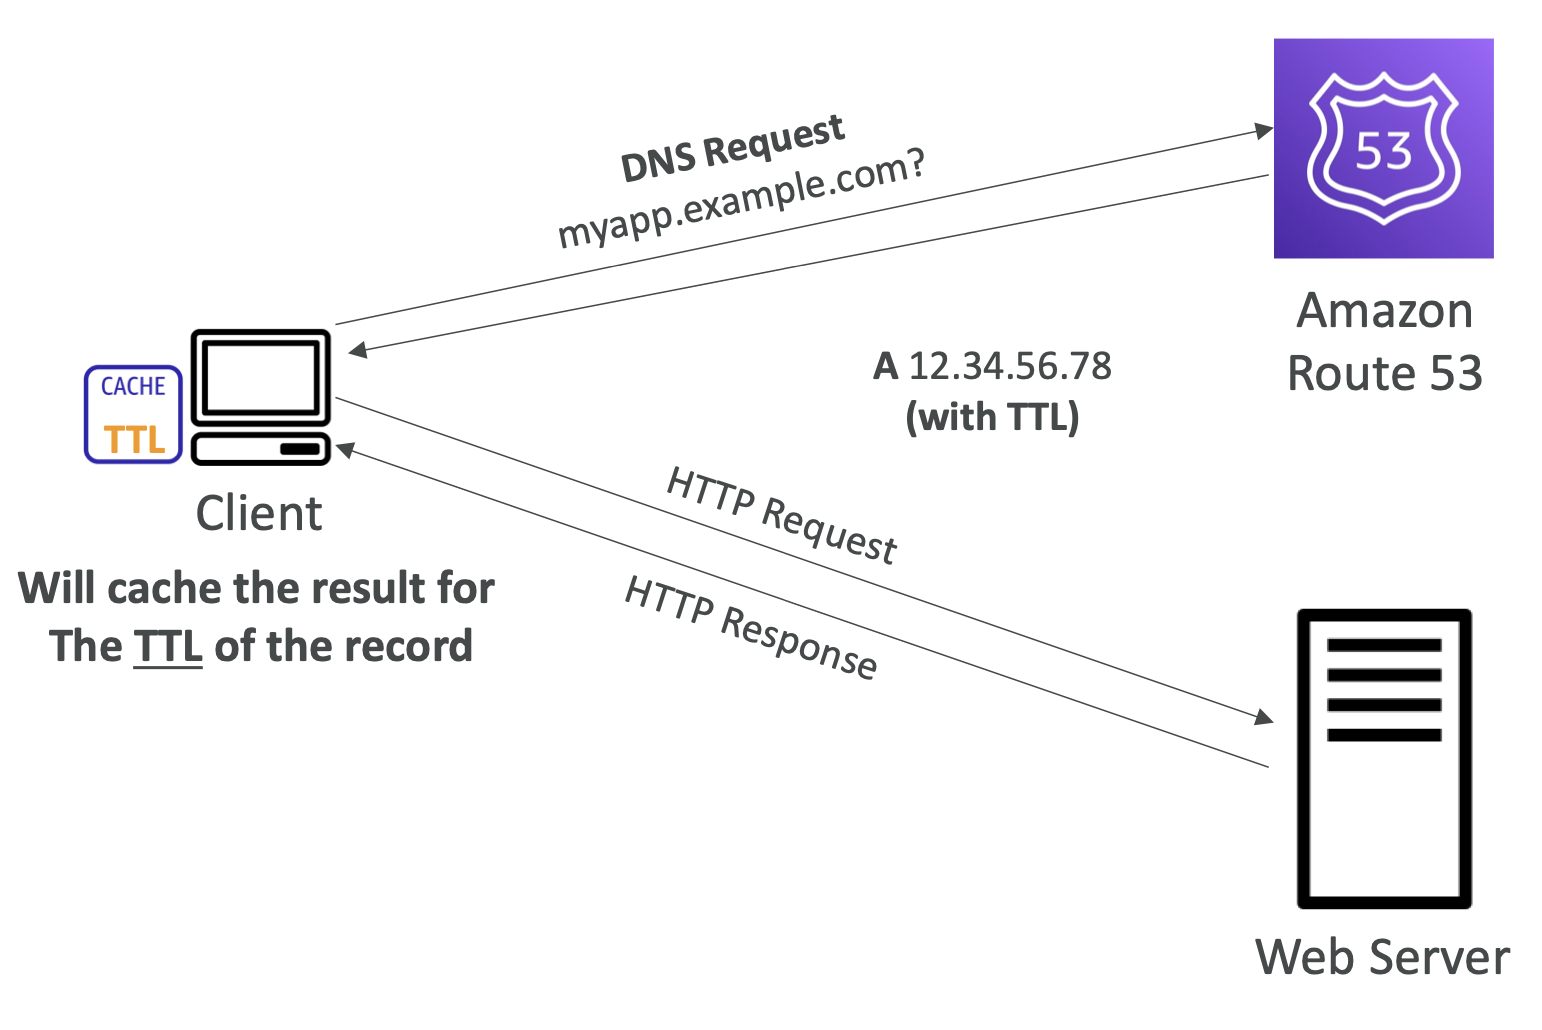 DNS Request
myapp.example.com?
53
Amazon
Route 53
A 12.34.56.78
(with TTL)
CACHE
TTL
Client
Will cache the result for
The TTL of the record
HTTP Request
HTTP Response
Web Server